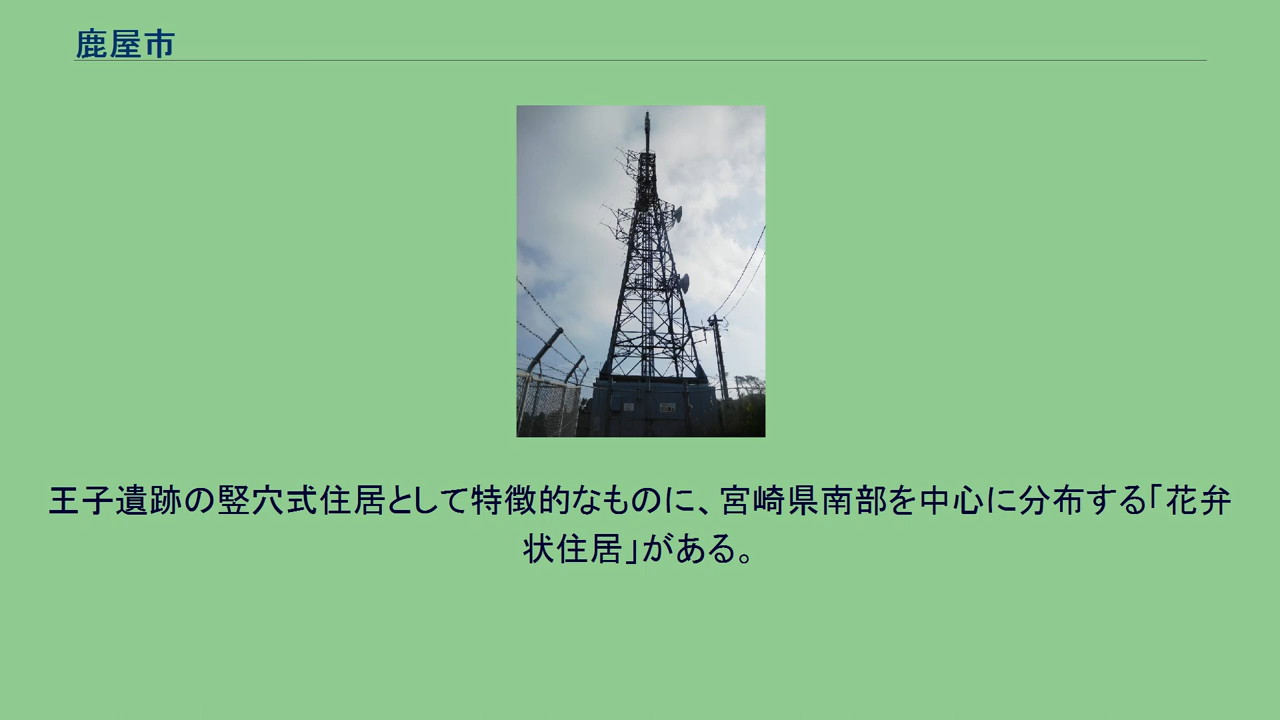 鹿屋市
王子遺跡の竪穴式住居として特徴的なものに、宮崎県南部を中心に分布する「花弁
状住居」がある。